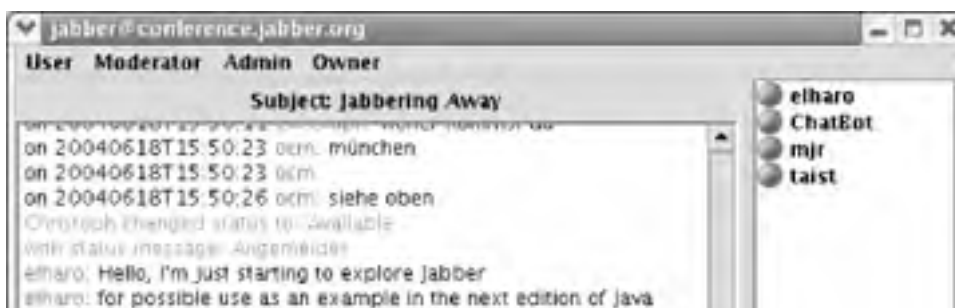 jabber@conference.jabber.org
User Moderator Admin Owner
Subject: Jabbering Away
on 20040618T15:50:23 ocm: münchen
on 20040618T15:50:23 ocm:
on 20040618T15:50:26 ocm: siehe oben
Christoph changed status to: Available
with status message: Angemeldet
elharo: Hello, I'm just starting to explore Jabber
elharo: for possible use as an example in the next edition of Java
elharo
ChatBot
mjr
taist